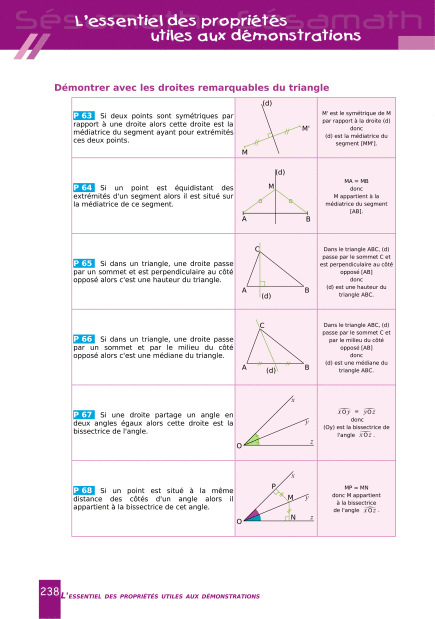 Sésamath Sésamath
L'essentiel des propriétés
utiles aux démonstrations
Démontrer avec les droites remarquables du triangle
P 63 Si deux points sont symétriques par
rapport à une droite alors cette droite est la
médiatrice du segment ayant pour extrémités
ces deux points.
(d)
M'
M
M' est le symétrique de M
par rapport à la droite (d)
donc
(d) est la médiatrice du
segment [MM'].
P 64 Si un point est équidistant des
extrémités d'un segment alors il est situé sur
la médiatrice de ce segment.
(d)
M
A
B
MA = MB
donc
M appartient à la
médiatrice du segment
[AB].
P 65 Si dans un triangle, une droite passe
par un sommet et est perpendiculaire au côté
opposé alors c'est une hauteur du triangle.
C
A
B
(d)
Dans le triangle ABC, (d)
passe par le sommet C et
est perpendiculaire au côté
opposé [AB]
donc
(d) est une hauteur du
triangle ABC.
P 66 Si dans un triangle, une droite passe
par un sommet et par le milieu du côté
opposé alors c'est une médiane du triangle.
C
A
B
(d)
Dans le triangle ABC, (d)
passe par le sommet C et
par le milieu du côté
opposé [AB].
donc
(d) est une médiane du
triangle ABC.
P 67 Si une droite partage un angle en
deux angles égaux alors cette droite est la
bissectrice de l'angle.
x
y
z
O
xOy = yOz
donc
(Oy) est la bissectrice de
l'angle xOz .
P 68 Si un point est situé à la même
distance des côtés d'un angle alors il
appartient à la bissectrice de cet angle.
x
P
M
y
N
z
O
MP = MN
donc M appartient
à la bissectrice
de l'angle xOz .
238
L'ESSENTIEL DES PROPRIÉTÉS UTILES AUX DÉMONSTRATIONS